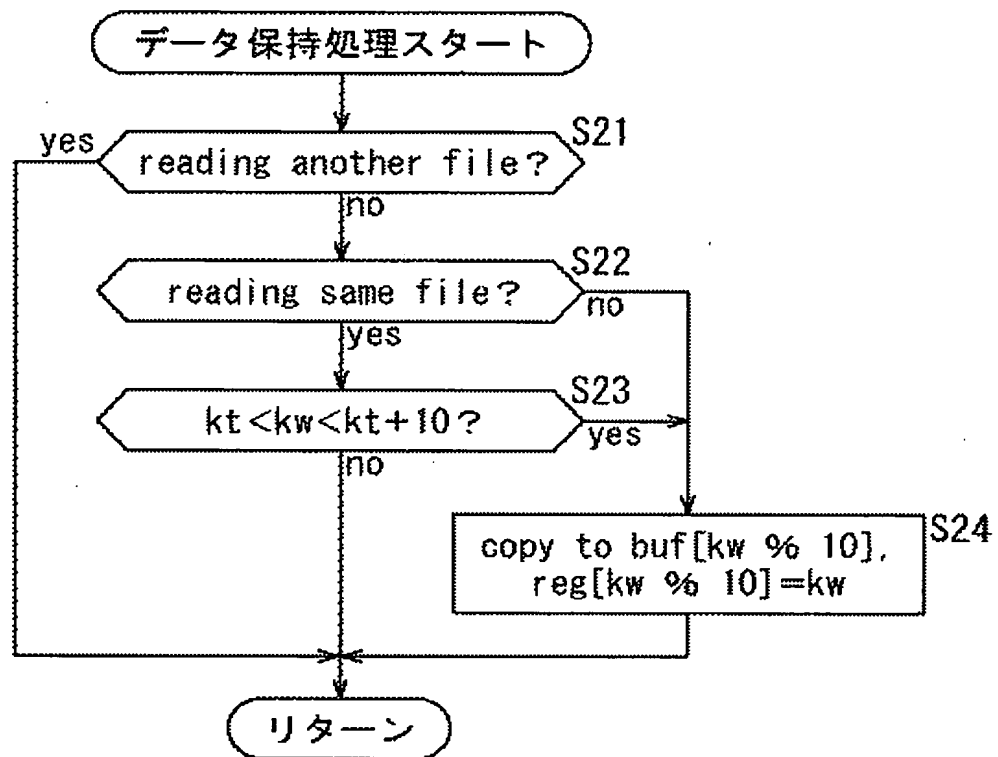 データ保持処理スタート
S21
yes
reading another file?
no
S22
reading same file?
no
yes
S23
kt<kw<kt+10?
yes
no
S24
copy to buf[kw % 10],
reg[kw % 10]=kw
リターン